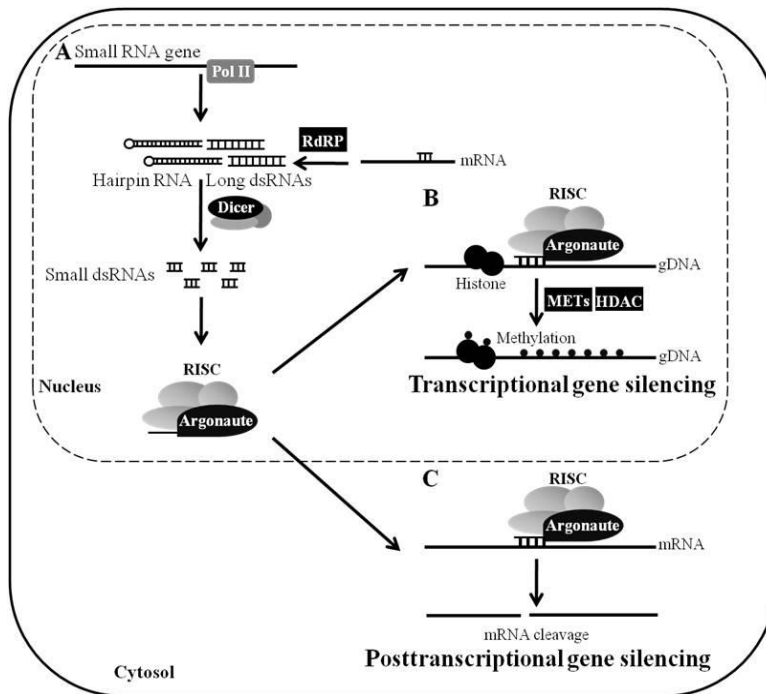 A Small RNA gene
Pol II
RdRP
mRNA
Hairpin RNA Long dsRNAs
Dicer
Small dsRNAs
RISC
Argonaute
Nucleus
B
RISC
Argonaute
gDNA
Histone
METs HDAC
Methylation
gDNA
Transcriptional gene silencing
C
RISC
Argonaute
mRNA
mRNA cleavage
Posttranscriptional gene silencing
Cytosol